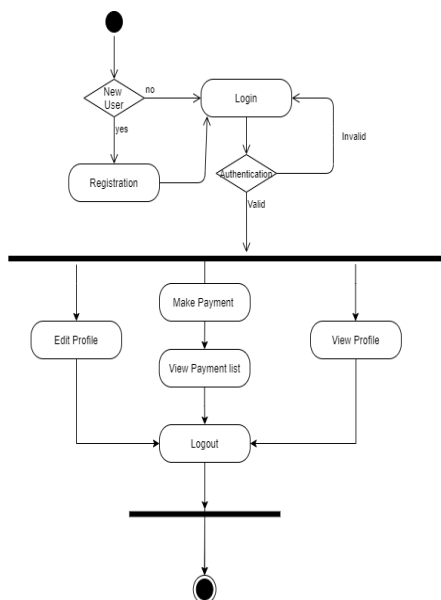 New
User
no
yes
Login
Registration
Invalid
Authentication
Valid
Make Payment
Edit Profile
View Profile
View Payment list
Logout